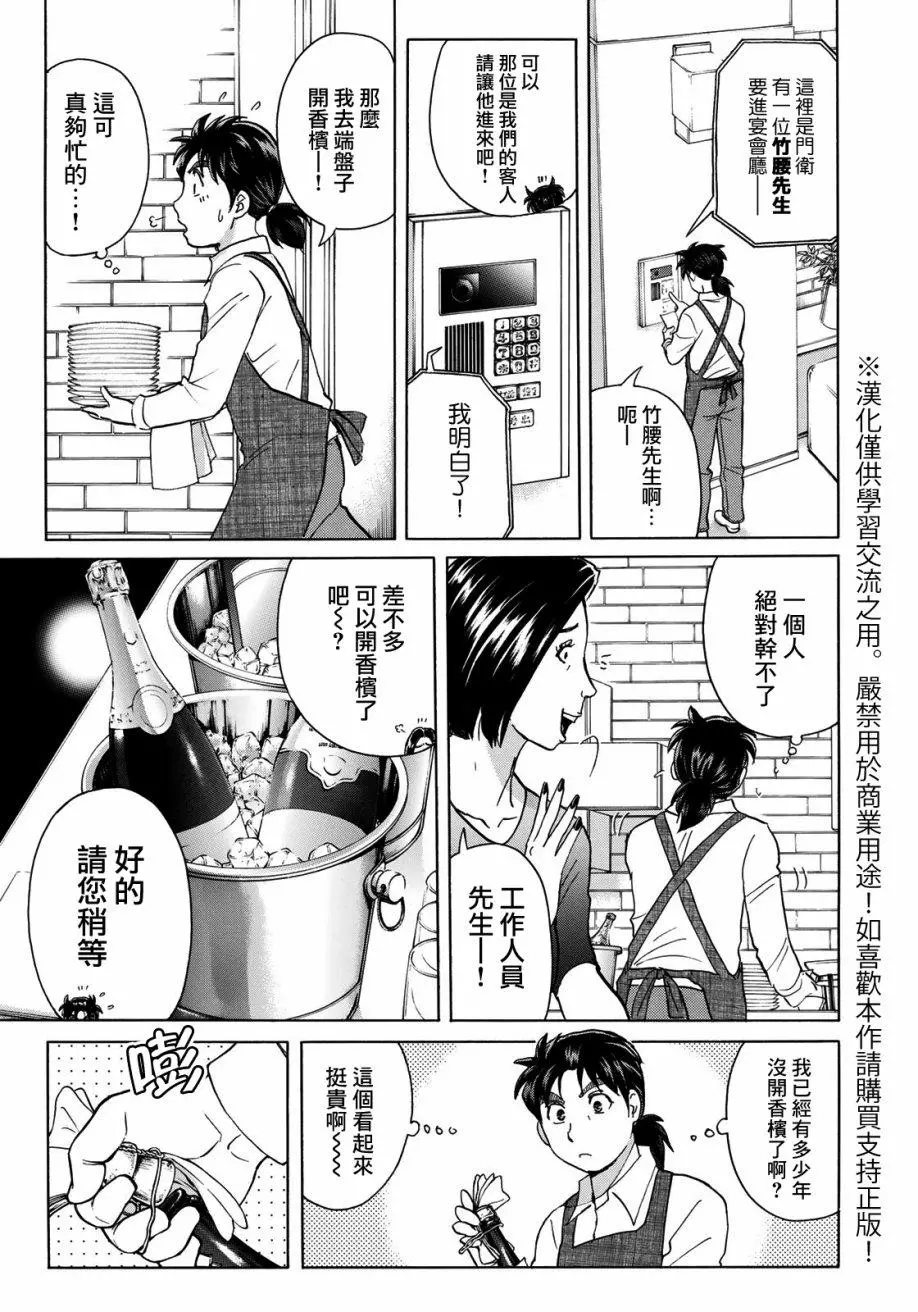 這裡是門衛
有一位竹腰先生
要進宴會廳——
竹腰先生啊…
呃—
可以
那位是我們的客人
請讓他進來吧！
我明白了！
那麼
我去端盤子
開香檳—！
這可
真夠忙的…！
一個人
絕對幹不了
工作人員
先生—！
差不多
可以開香檳了
吧～？
好的
請您稍等
我已經有多少年
沒開香檳了啊？
這個看起來
挺貴啊～～
嘭
※漢化僅供學習交流之用。嚴禁用於商業用途！如喜歡本作請購買支持正版！